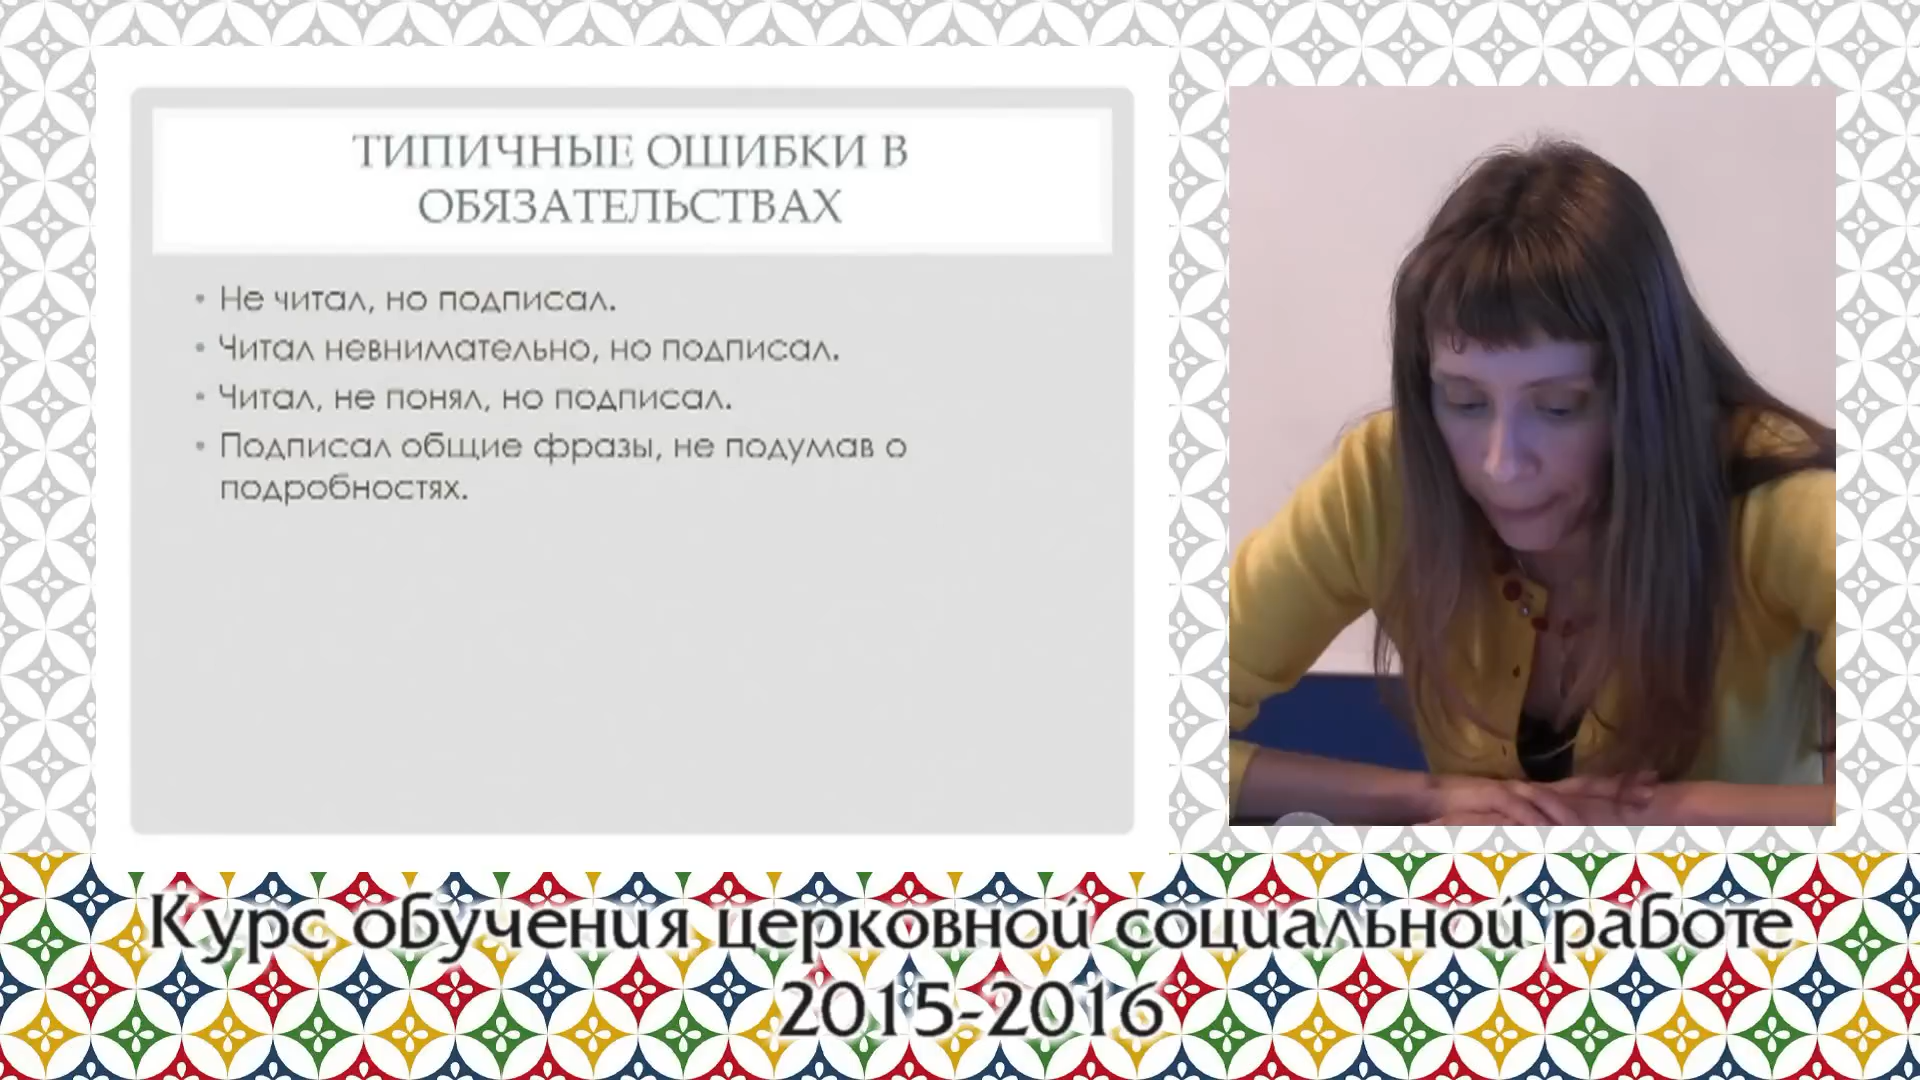 ТИПИЧНЫЕ ОШИБКИ В
ОБЯЗАТЕЛЬСТВАХ
• Не читал, но подписал.
• Читал невнимательно, но подписал.
• Читал, не понял, но подписал.
• Подписал общие фразы, не подумав о
подробностях.
Курс обучения церковной социальной работе
2015-2016